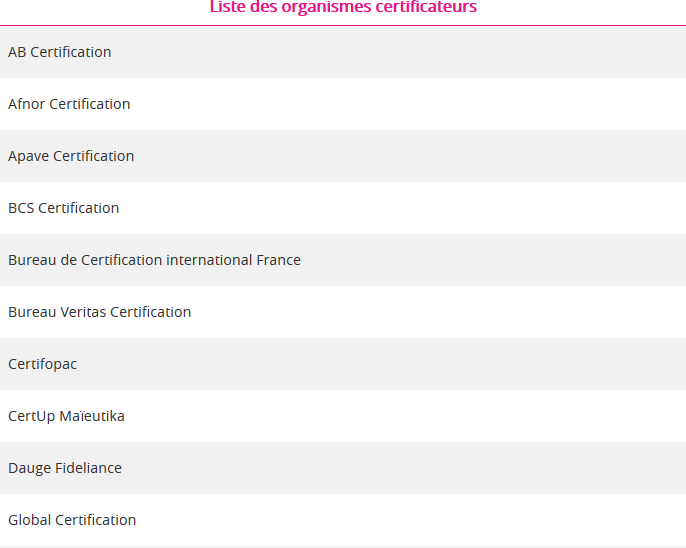 Liste des organismes certificateurs
AB Certification
Afnor Certification
Apave Certification
BCS Certification
Bureau de Certification international France
Bureau Veritas Certification
Certifopac
CertUp Maïeutika
Dauge Fideliance
Global Certification